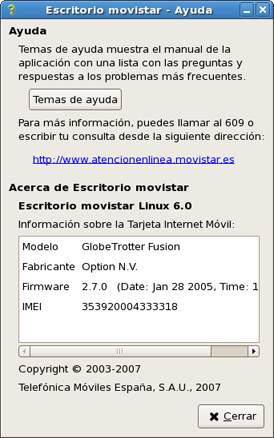 Escritorio movistar - Ayuda
Ayuda
Temas de ayuda muestra el manual de la
aplicación con una lista con las preguntas y
respuestas a los problemas más frecuentes.
Temas de ayuda
Para más información, puedes llamar al 609 o
escribir tu consulta desde la siguiente dirección:
http://www.atencionenlinea.movistar.es
Acerca de Escritorio movistar
Escritorio movistar Linux 6.0
Información sobre la Tarjeta Internet Móvil:
Modelo GlobeTrotter Fusion
Fabricante Option N.V.
Firmware 2.7.0 (Date: Jan 28 2005, Time: 1
IMEI 353920004333318
Copyright © 2003-2007
Telefónica Móviles España, S.A.U., 2007
Cerrar